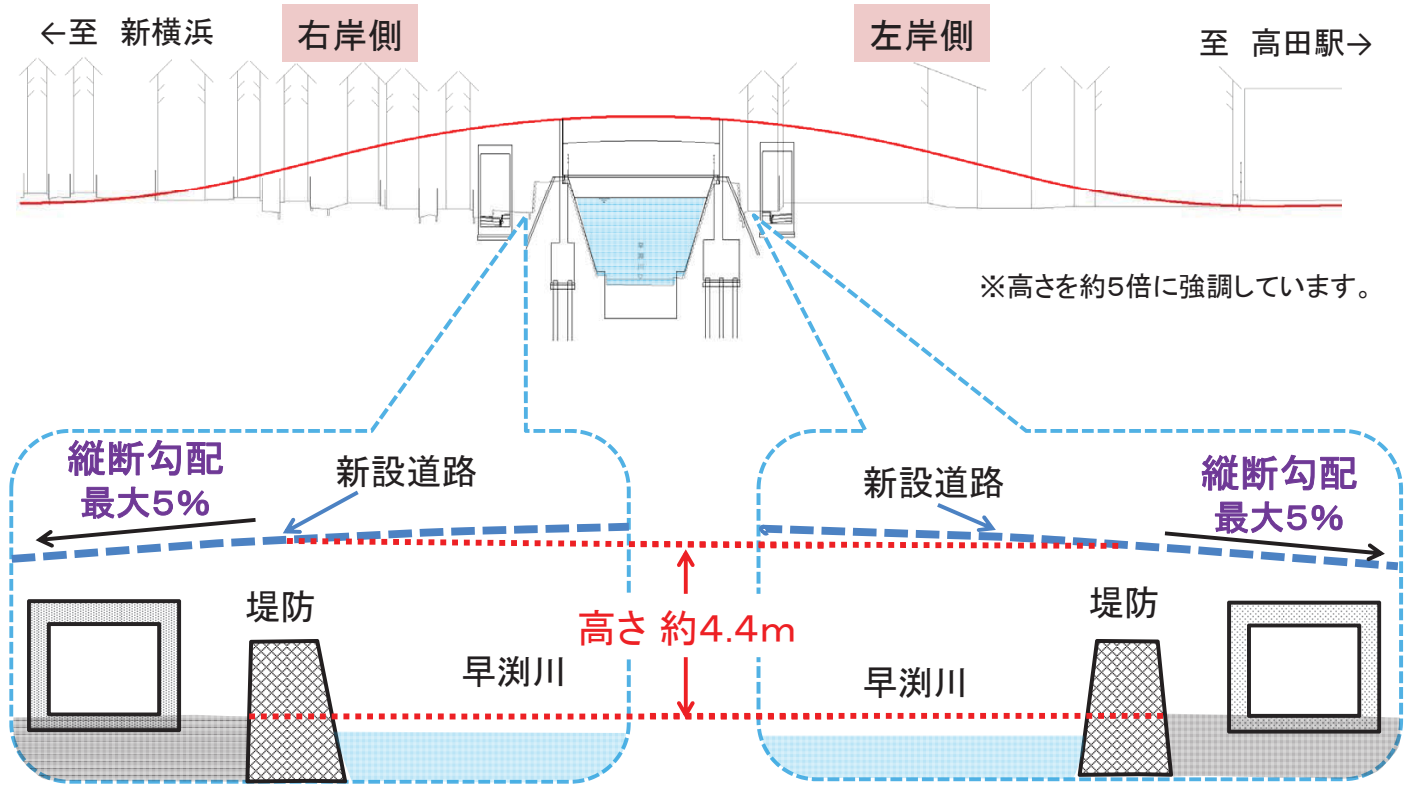 ←至 新横浜
右岸側
左岸側
至 高田駅→
※高さを約5倍に強調しています。
縦断勾配
最大5%
新設道路
新設道路
縦断勾配
最大5%
堤防
高さ 約4.4m
堤防
早渕川
早渕川